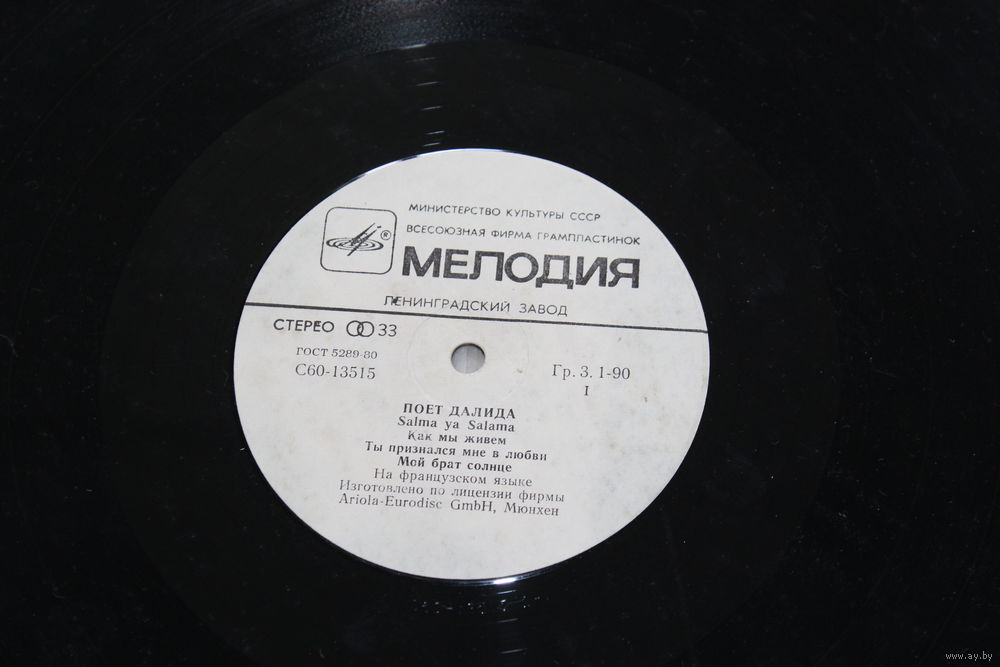 МИНИСТЕРСТВО КУЛЬТУРЫ СССР
ВСЕСОЮЗНАЯ ФИРМА ГРАМПЛАСТИНОК
®
МЕЛОДИЯ
ЛЕНИНГРАДСКИЙ ЗАВОД
СТЕРЕО 33
ГОСТ 5289-80
С60-13515
Гр. 3. 1-90
I
ПОЕТ ДАЛИДА
Salma ya Salama
Как мы живем
Ты признался мне в любви
Мой брат солнце
На французском языке
Изготовлено по лицензии фирмы
Ariola-Eurodisc GmbH, Мюнхен
www.ay.by